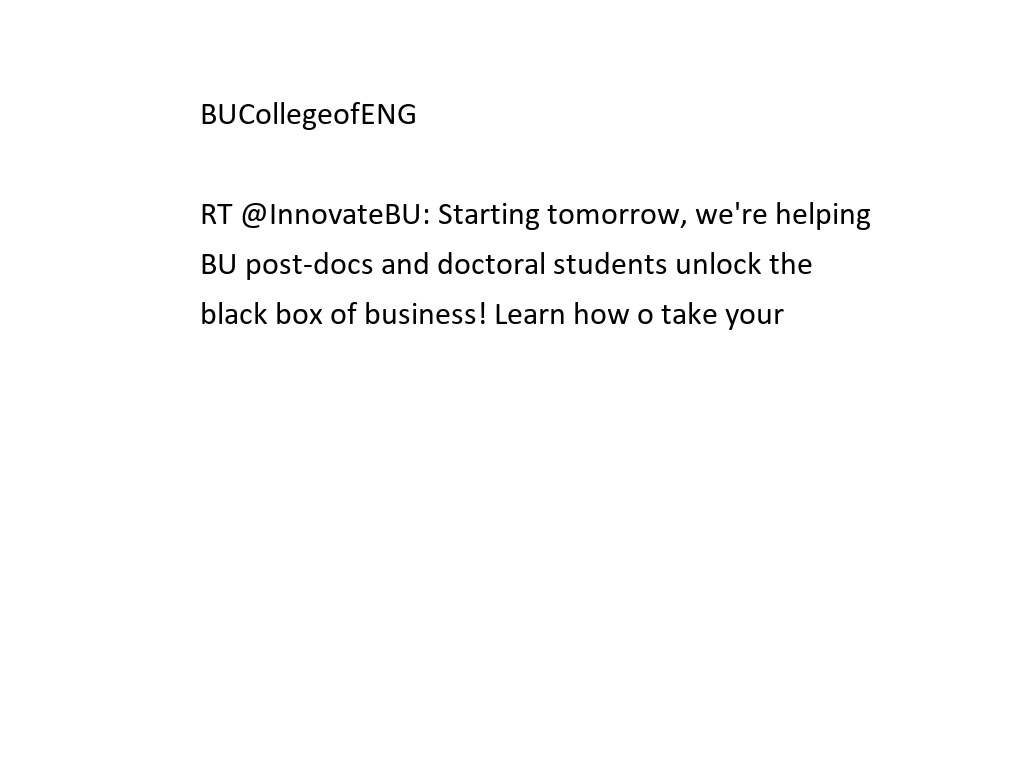 BUCollegeofENG
RT @InnovateBU: Starting tomorrow, we're helping
BU post-docs and doctoral students unlock the
black box of business! Learn how o take your